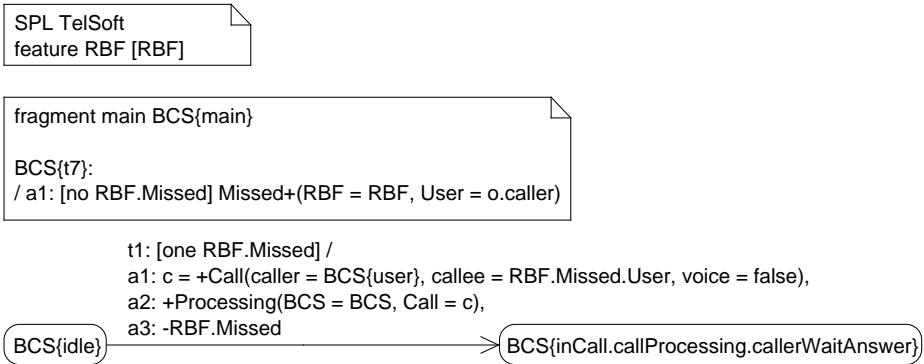 SPL TelSoft
feature RBF [RBF]
fragment main BCS{main}
BCS{t7}:
/ a1: [no RBF.Missed] Missed+(RBF = RBF, User = o.caller)
t1: [one RBF.Missed] /
a1: c = +Call(caller = BCS{user}, callee = RBF.Missed.User, voice = false),
a2: +Processing(BCS = BCS, Call = c),
a3: -RBF.Missed
BCS{idle}
BCS{inCall.callProcessing.callerWaitAnswer}